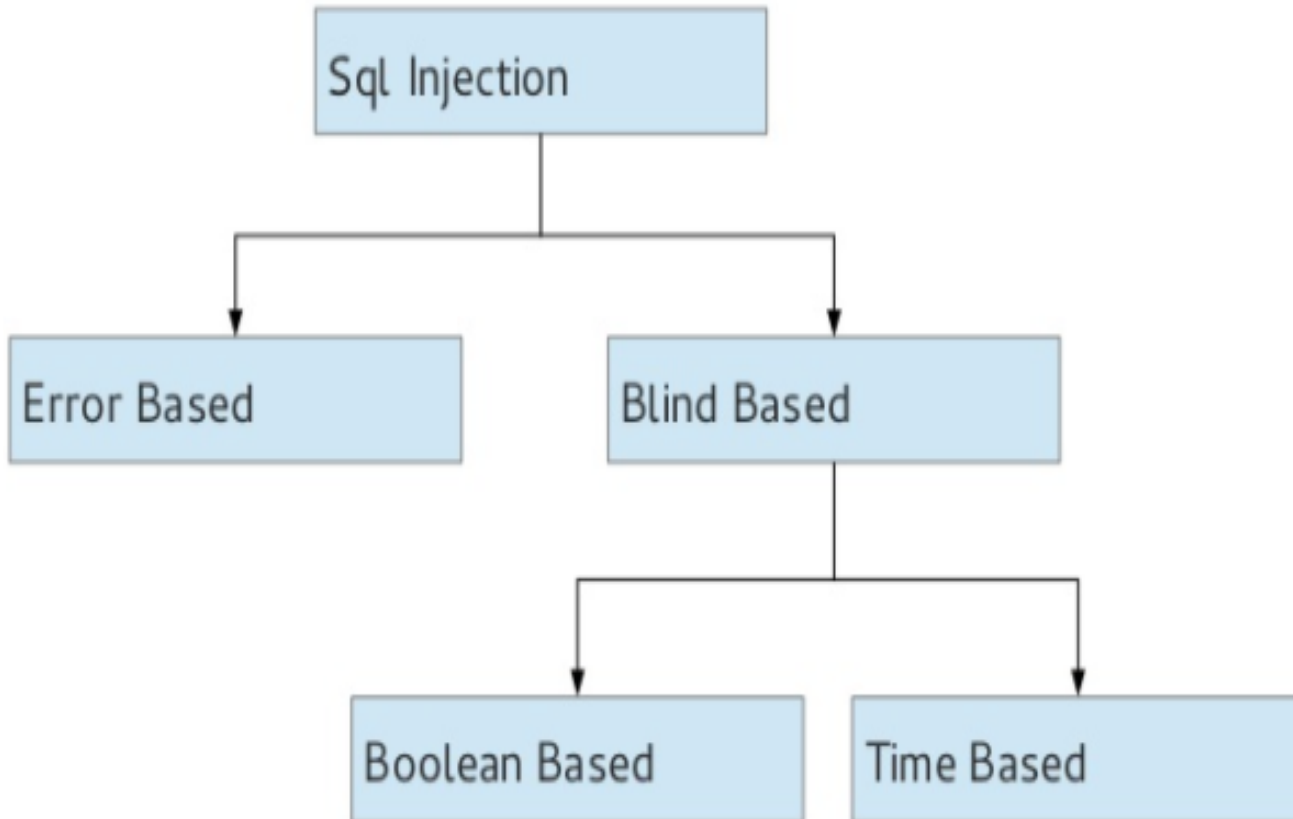 Sql Injection
Error Based
Blind Based
Boolean Based
Time Based